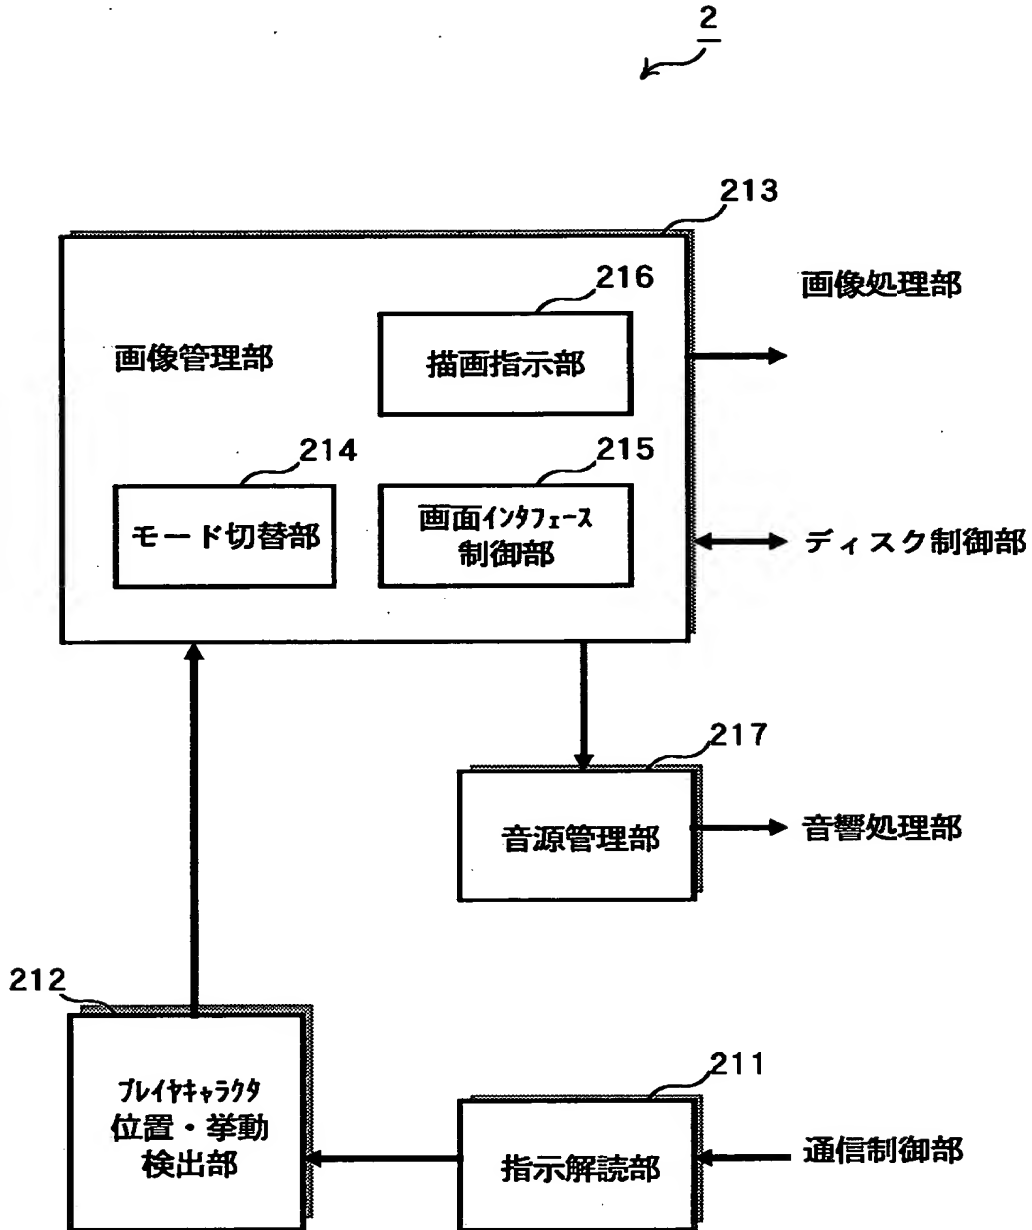 2
213
216
画像処理部
画像管理部
描画指示部
214
215
モード切替部
画面インタフェース
制御部
ディスク制御部
217
音源管理部
音響処理部
212
プレイヤキャラクタ
位置・挙動
検出部
211
指示解読部
通信制御部